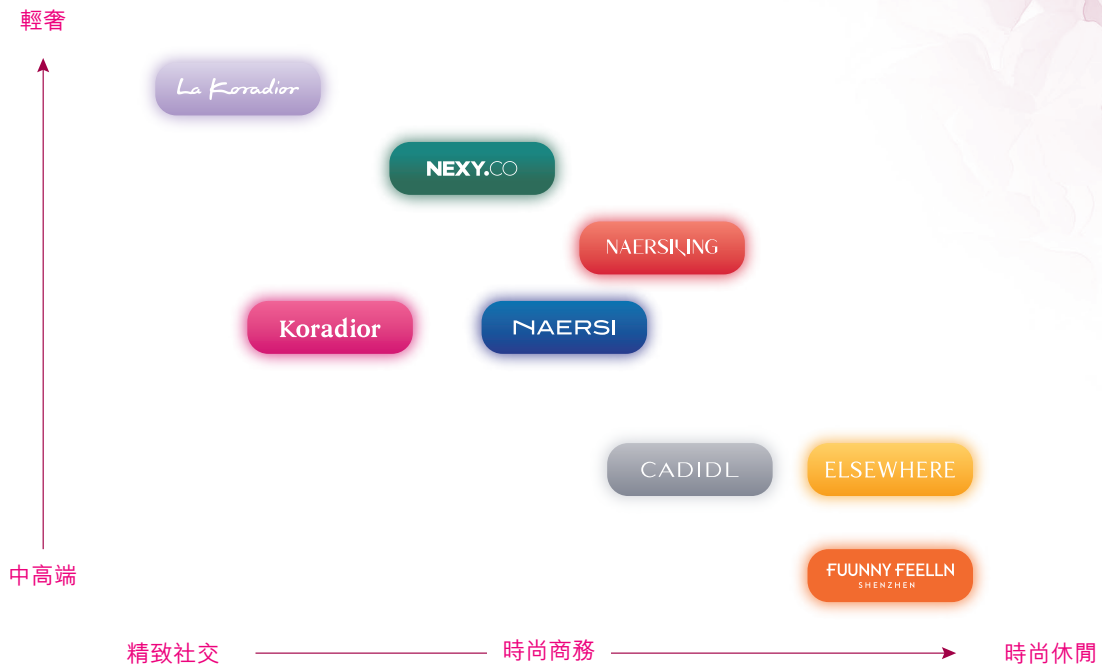 輕奢
La Koradior
NEXY.CO
NAERSILING
Koradior
NAERSI
CADIDL
ELSEWHERE
FUUNNY FEELLN
SHENZHEN
中高端
精致社交
時尚商務
時尚休閒